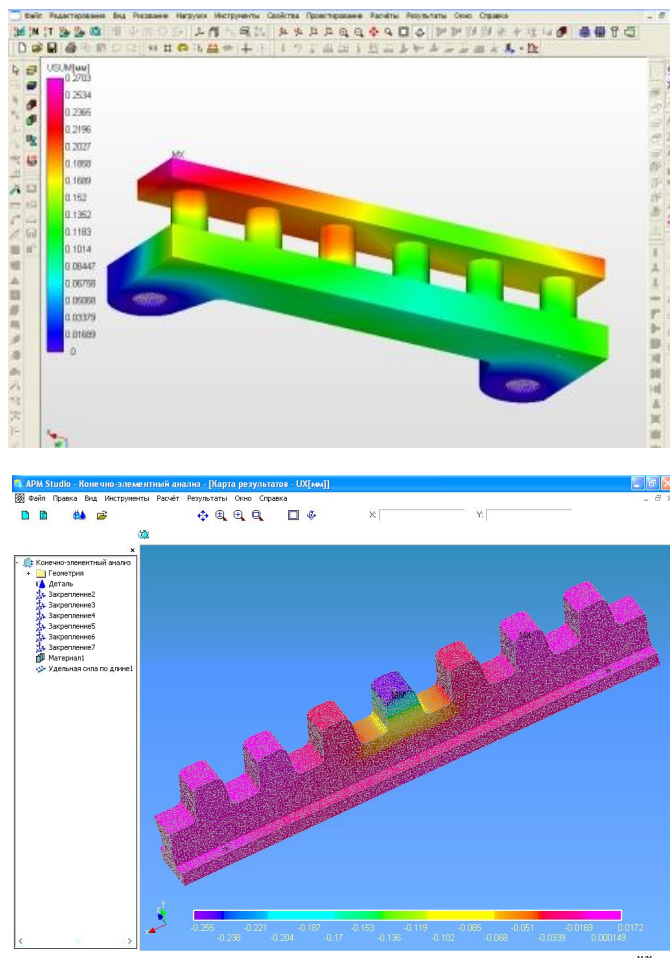 Файл Редактирование Вид Рисование Нагрузки Инструменты Свойства Проектирование Расчёты Результаты Окно Справка
USUM[мм]
0.2703
0.2534
0.2365
0.2196
0.2027
0.1858
0.1689
0.152
0.1352
0.1183
0.1014
0.08447
0.06758
0.05068
0.03379
0.01689
0
MX
APM Studio - Конечно-элементный анализ - [Карта результатов - UX[мм]]
Файл Правка Вид Инструменты Расчёт Результаты Окно Справка
X: Y:
Конечно-элементный анализ
Геометрия
Деталь
Закрепление2
Закрепление3
Закрепление4
Закрепление5
Закрепление6
Закрепление7
Материал1
Удельная сила по длине1
MX
MN
-0.255 -0.221 -0.187 -0.153 -0.119 -0.085 -0.051 -0.0169 0.0172
-0.238 -0.204 -0.17 -0.136 -0.102 -0.068 -0.0339 0.000149